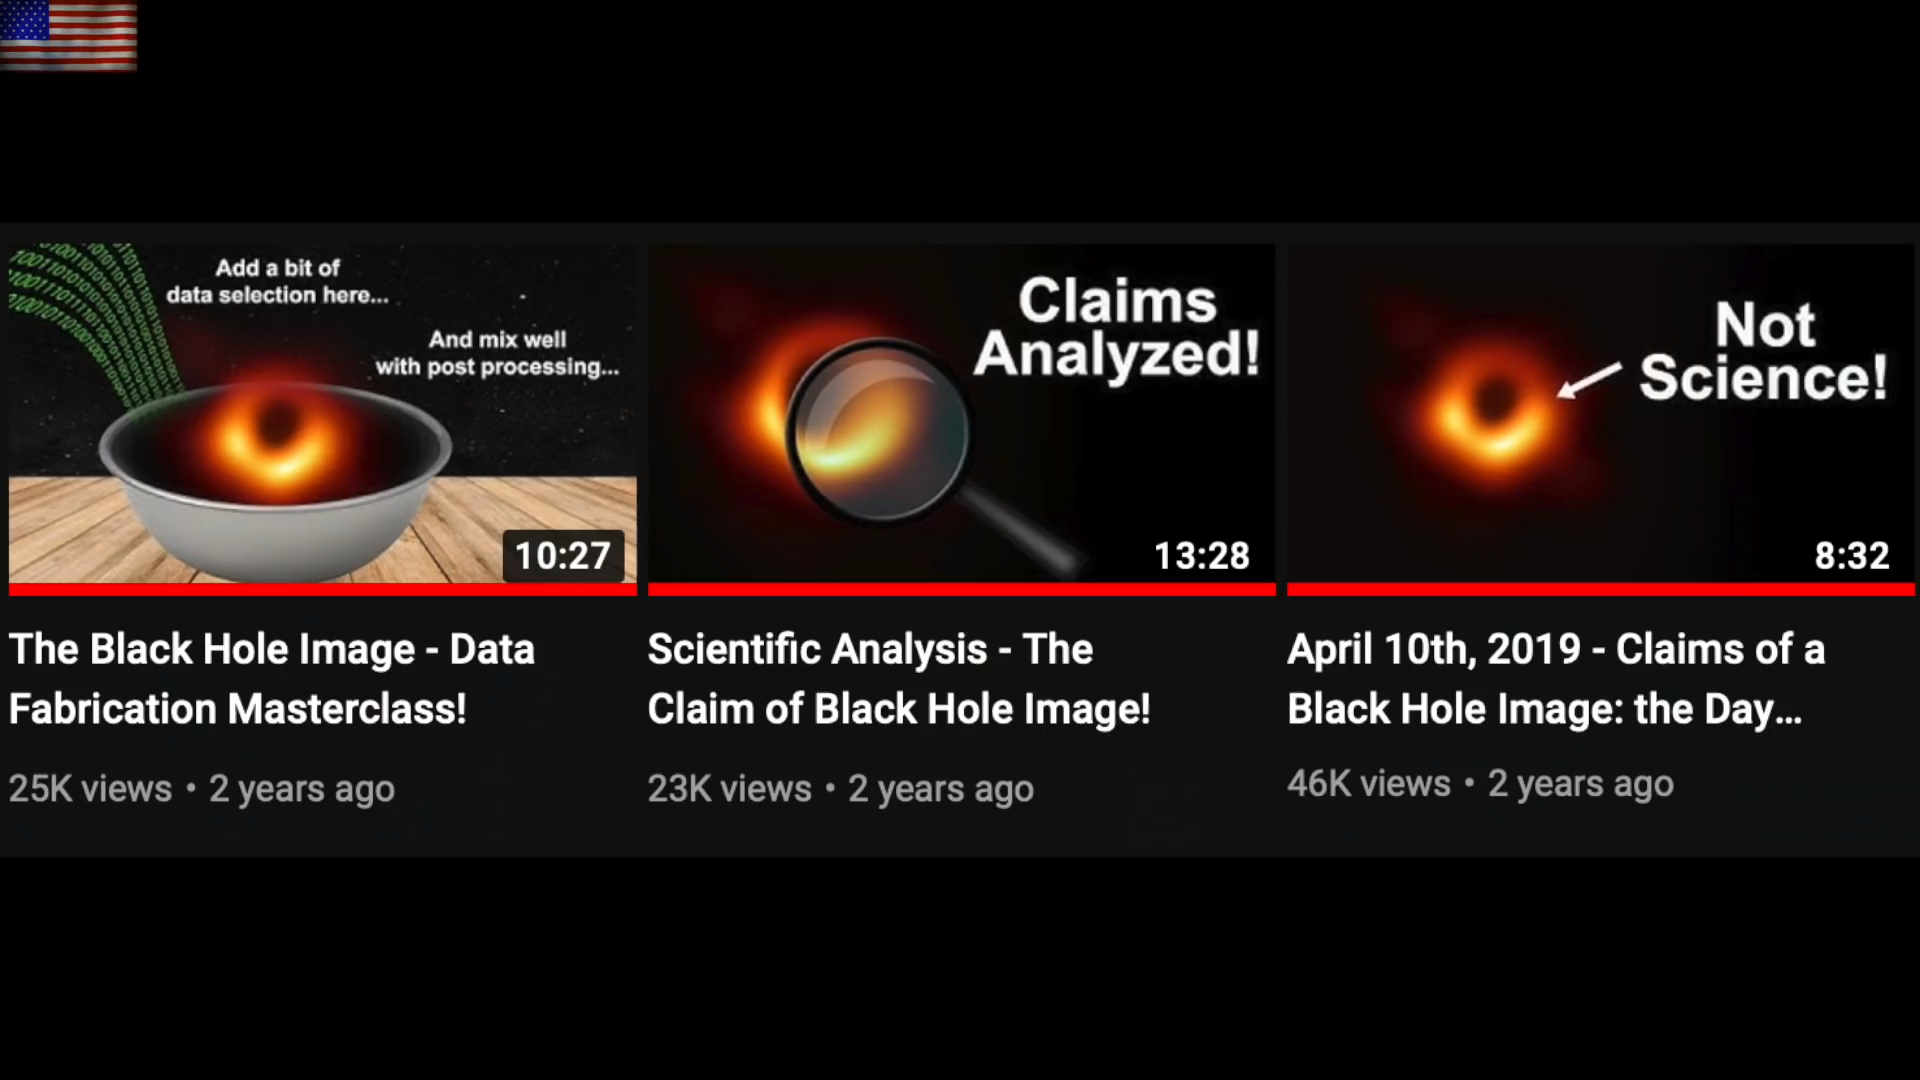 Add a bit of
data selection here...
And mix well
with post processing...
10:27
The Black Hole Image - Data
Fabrication Masterclass!
25K views • 2 years ago
Claims
Analyzed!
13:28
Scientific Analysis - The
Claim of Black Hole Image!
23K views • 2 years ago
Not
Science!
8:32
April 10th, 2019 - Claims of a
Black Hole Image: the Day...
46K views • 2 years ago